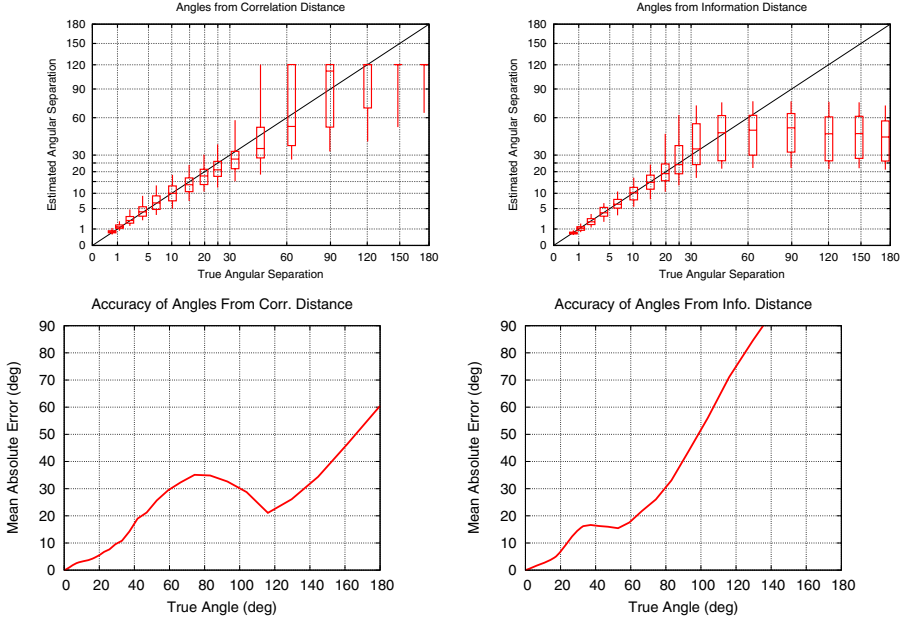 Angles from Correlation Distance
180
150
120
90
60
30
20
10
5
1
0
Estimated Angular Separation
0 1 5 10 20 30 60 90 120 150 180
True Angular Separation
Angles from Information Distance
180
150
120
90
60
30
20
10
5
1
0
Estimated Angular Separation
0 1 5 10 20 30 60 90 120 150 180
True Angular Separation
Accuracy of Angles From Corr. Distance
90
80
70
60
50
40
30
20
10
0
Mean Absolute Error (deg)
0 20 40 60 80 100 120 140 160 180
True Angle (deg)
Accuracy of Angles From Info. Distance
90
80
70
60
50
40
30
20
10
0
Mean Absolute Error (deg)
0 20 40 60 80 100 120 140 160 180
True Angle (deg)